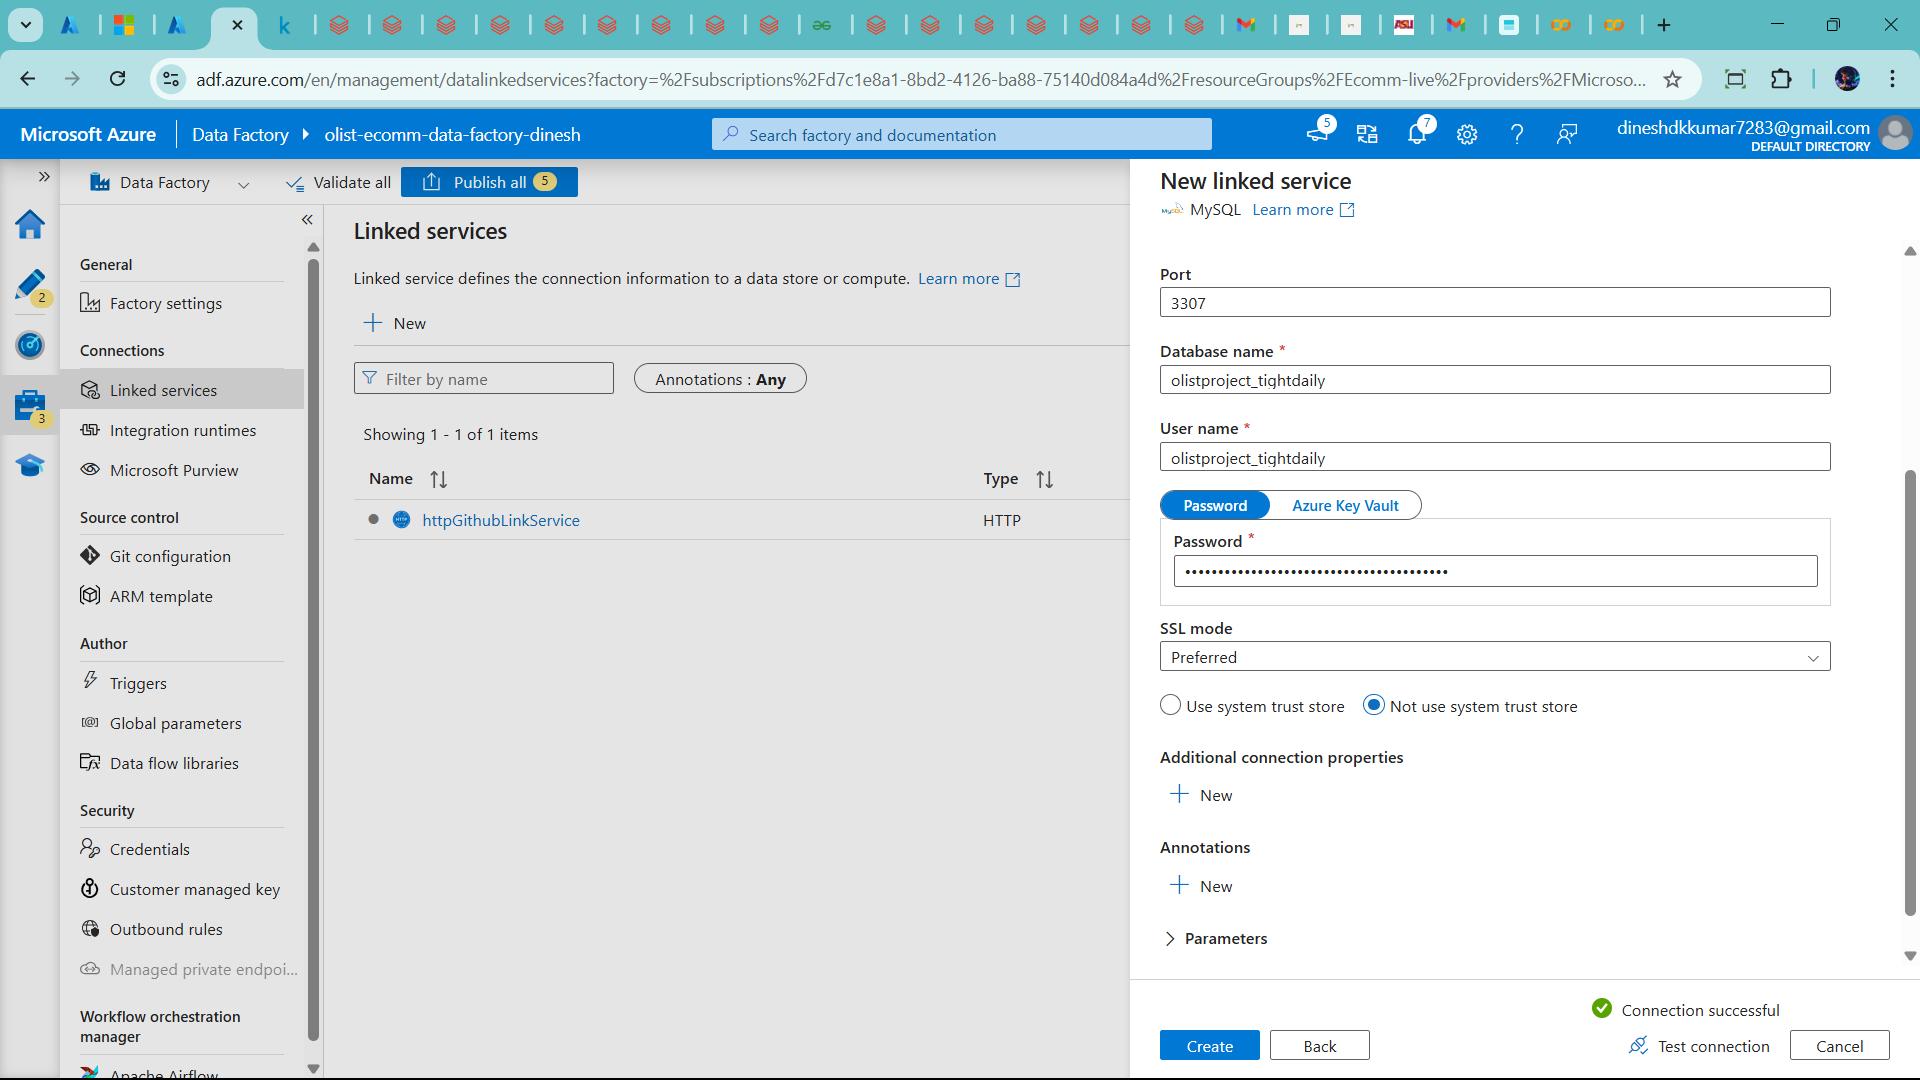 adf.azure.com/en/management/datalinkedservices?factory=%2Fsubscriptions%2Fd7c1e8a1-8bd2-4126-ba88-75140d084a4d%2FresourceGroups%2FEcomm-live%2Fproviders%2FMicroso...
Microsoft Azure
Data Factory
olist-ecomm-data-factory-dinesh
Search factory and documentation
5
7
dineshdkkumar7283@gmail.com
DEFAULT DIRECTORY
Data Factory
Validate all
Publish all 5
2
3
General
Factory settings
Connections
Linked services
Integration runtimes
Microsoft Purview
Source control
Git configuration
ARM template
Author
Triggers
Global parameters
Data flow libraries
Security
Credentials
Customer managed key
Outbound rules
Managed private endpoi...
Workflow orchestration
manager
Apache Airflow
Linked services
Linked service defines the connection information to a data store or compute. Learn more
New
Filter by name
Annotations : Any
Showing 1 - 1 of 1 items
Name
Type
HTTP
httpGithubLinkService
HTTP
New linked service
MySQL
MySQL Learn more
Port
3307
Database name *
olistproject_tightdaily
User name *
olistproject_tightdaily
Password
Azure Key Vault
Password *
••••••••••••••••••••••••••••••••••••••••
SSL mode
Preferred
Use system trust store
Not use system trust store
Additional connection properties
New
Annotations
New
Parameters
Connection successful
Create
Back
Test connection
Cancel
k
ASU